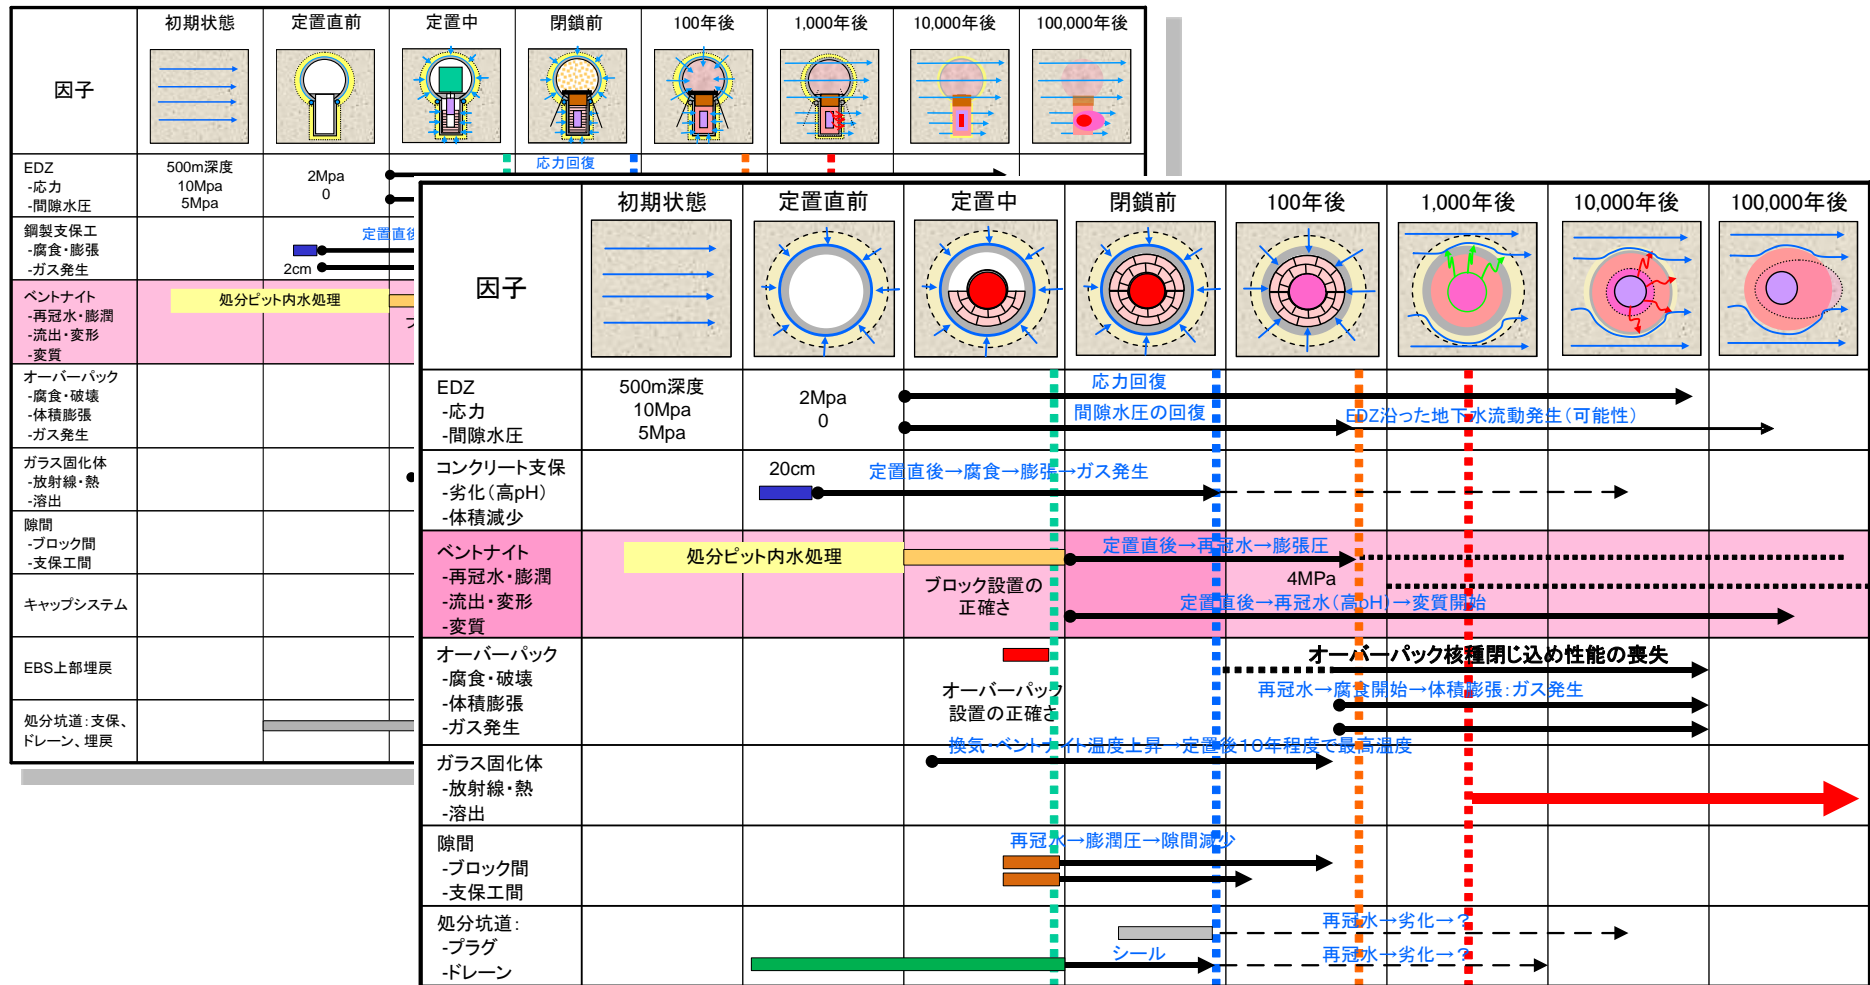 因子
初期状態
定置直前
定置中
閉鎖前
100年後
1,000年後
10,000年後
100,000年後
EDZ
-応力
-間隙水圧
500m深度
10Mpa
5Mpa
2Mpa
0
応力回復
鋼製支保工
-腐食・膨張
-ガス発生
定置直後
2cm
ベントナイト
-再冠水・膨潤
-流出・変形
-変質
処分ピット内水処理
オーバーパック
-腐食・破壊
-体積膨張
-ガス発生
ガラス固化体
-放射線・熱
-溶出
隙間
-ブロック間
-支保工間
キャップシステム
EBS上部埋戻
処分坑道:支保、
ドレーン、埋戻
因子
初期状態
定置直前
定置中
閉鎖前
100年後
1,000年後
10,000年後
100,000年後
EDZ
-応力
-間隙水圧
500m深度
10Mpa
5Mpa
2Mpa
0
応力回復
間隙水圧の回復
EDZ沿った地下水流動発生(可能性)
コンクリート支保
-劣化(高pH)
-体積減少
20cm
定置直後→腐食→膨張→ガス発生
ベントナイト
-再冠水・膨潤
-流出・変形
-変質
処分ピット内水処理
ブロック設置の
正確さ
定置直後→再冠水→膨張圧
4MPa
定置直後→再冠水(高pH)→変質開始
オーバーパック
-腐食・破壊
-体積膨張
-ガス発生
オーバーパック
設置の正確さ
オーバーパック核種閉じ込め性能の喪失
再冠水→腐食開始→体積膨張:ガス発生
ガラス固化体
-放射線・熱
-溶出
換気・ベントナイト温度上昇→定置後10年程度で最高温度
隙間
-ブロック間
-支保工間
再冠水→膨潤圧→隙間減少
処分坑道:
-プラグ
-ドレーン
シール
再冠水→劣化→?
再冠水→劣化→?